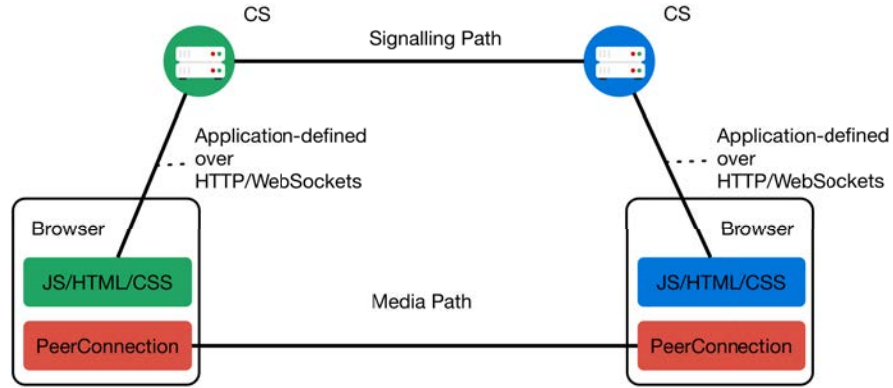 CS
CS
Signalling Path
Application-defined
over
HTTP/WebSockets
Application-defined
over
HTTP/WebSockets
Browser
Browser
JS/HTML/CSS
JS/HTML/CSS
Media Path
PeerConnection
PeerConnection